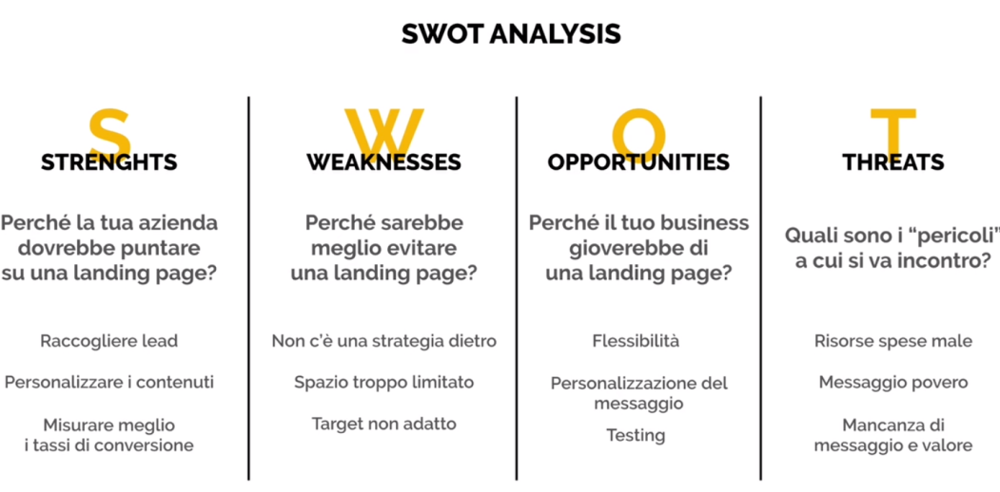 SWOT ANALYSIS
S
STRENGHTS
Perché la tua azienda
dovrebbe puntare
su una landing page?
Raccogliere lead
Personalizzare i contenuti
Misurare meglio
i tassi di conversione
W
WEAKNESSES
Perché sarebbe
meglio evitare
una landing page?
Non c'è una strategia dietro
Spazio troppo limitato
Target non adatto
O
OPPORTUNITIES
Perché il tuo business
gioverebbe di
una landing page?
Flessibilità
Personalizzazione del
messaggio
Testing
T
THREATS
Quali sono i “pericoli”
a cui si va incontro?
Risorse spese male
Messaggio povero
Mancanza di
messaggio e valore